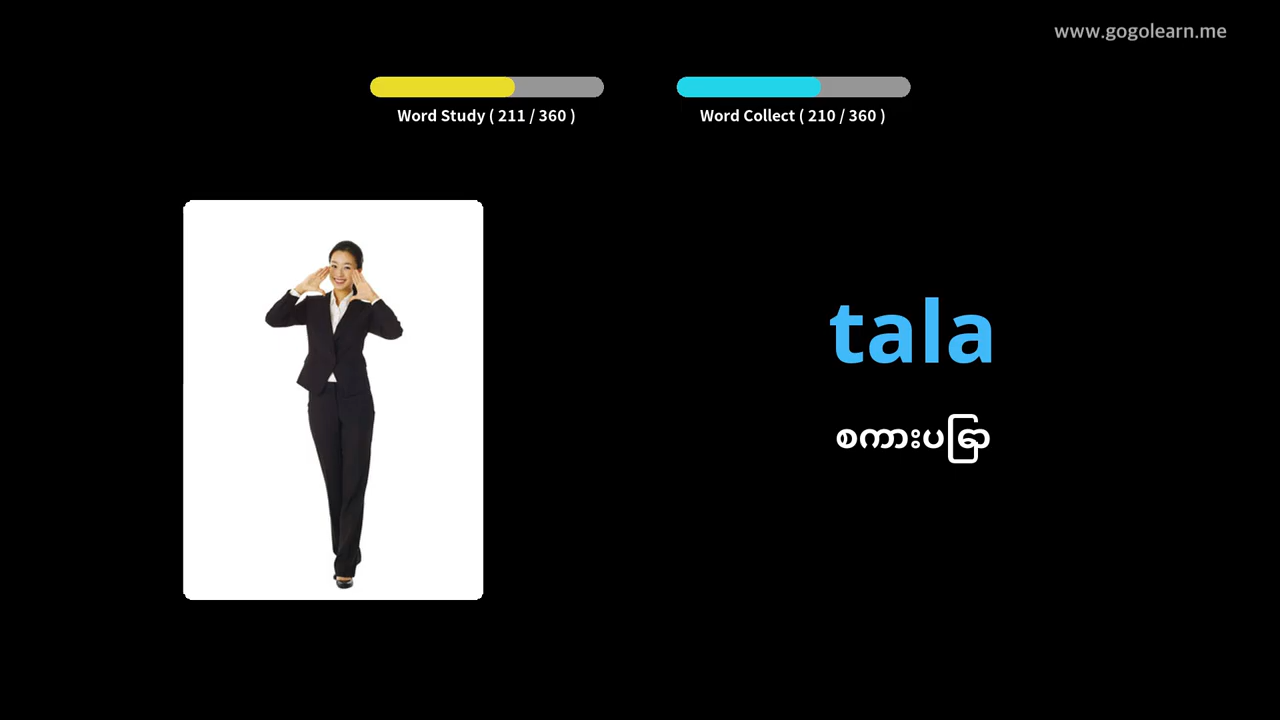 www.gogolearn.me
Word Study ( 211 / 360 )
Word Collect ( 210 / 360 )
tala
စကားပြော